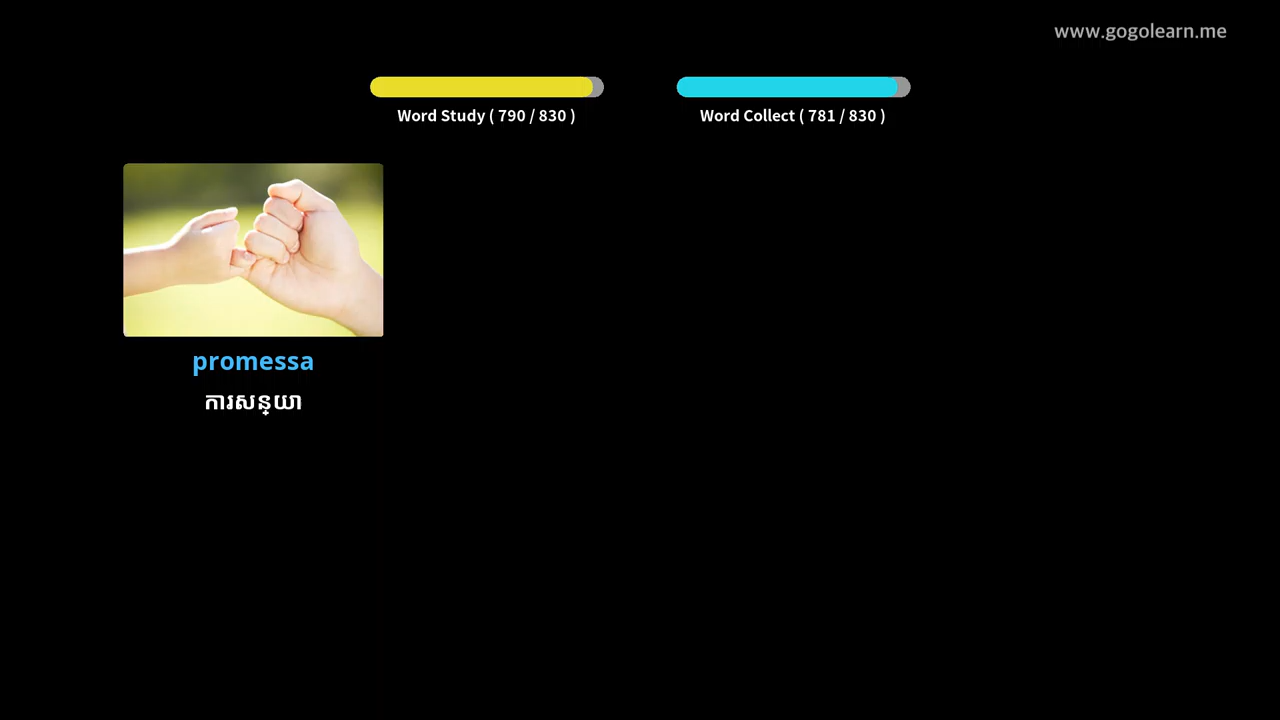 www.gogolearn.me
Word Study ( 790 / 830 )
Word Collect ( 781 / 830 )
promessa
ការសន្យា